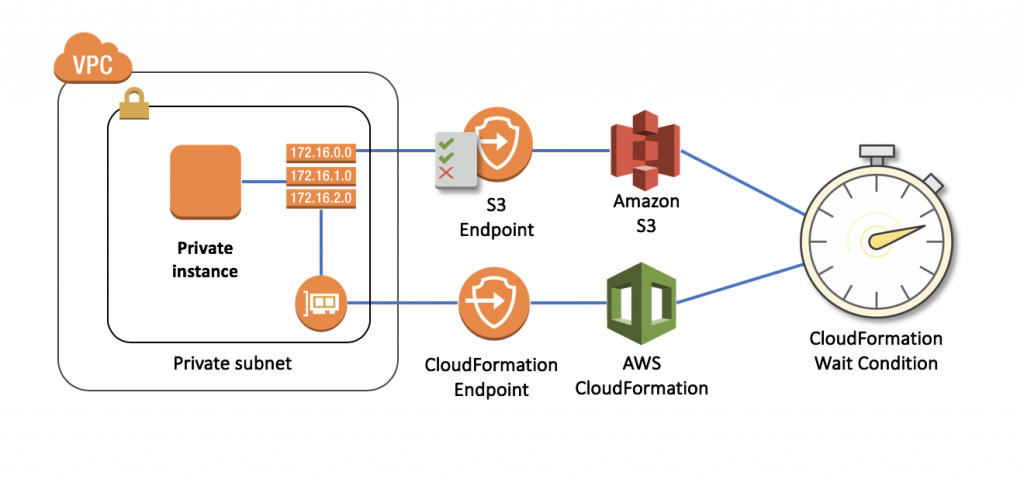 VPC
172.16.0.0
172.16.1.0
172.16.2.0
Private
instance
Private subnet
S3
Endpoint
Amazon
S3
CloudFormation
Endpoint
AWS
CloudFormation
CloudFormation
Wait Condition